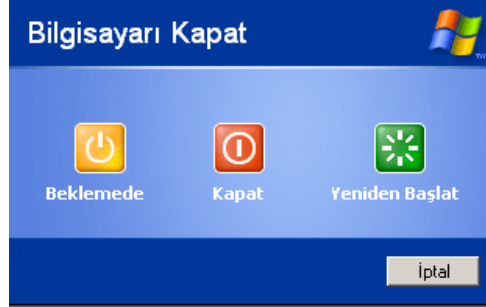 Bilgisayarı Kapat
Beklemede
Kapat
Yeniden Başlat
İptal